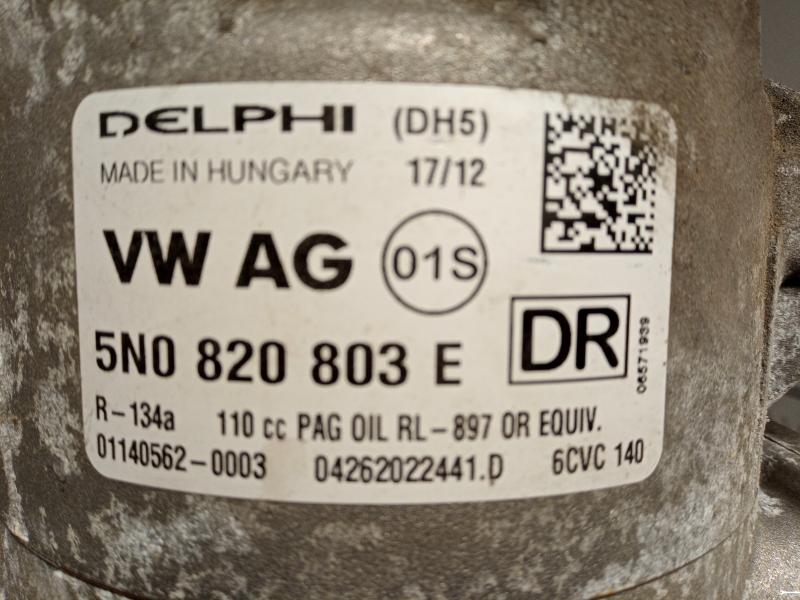 DELPHI (DH5)
MADE IN HUNGARY 17/12
VW AG 01S
5N0 820 803 E DR
06571939
R-134a 110 cc PAG OIL RL-897 OR EQUIV.
01140562-0003 04262022441.D 6CVC 140